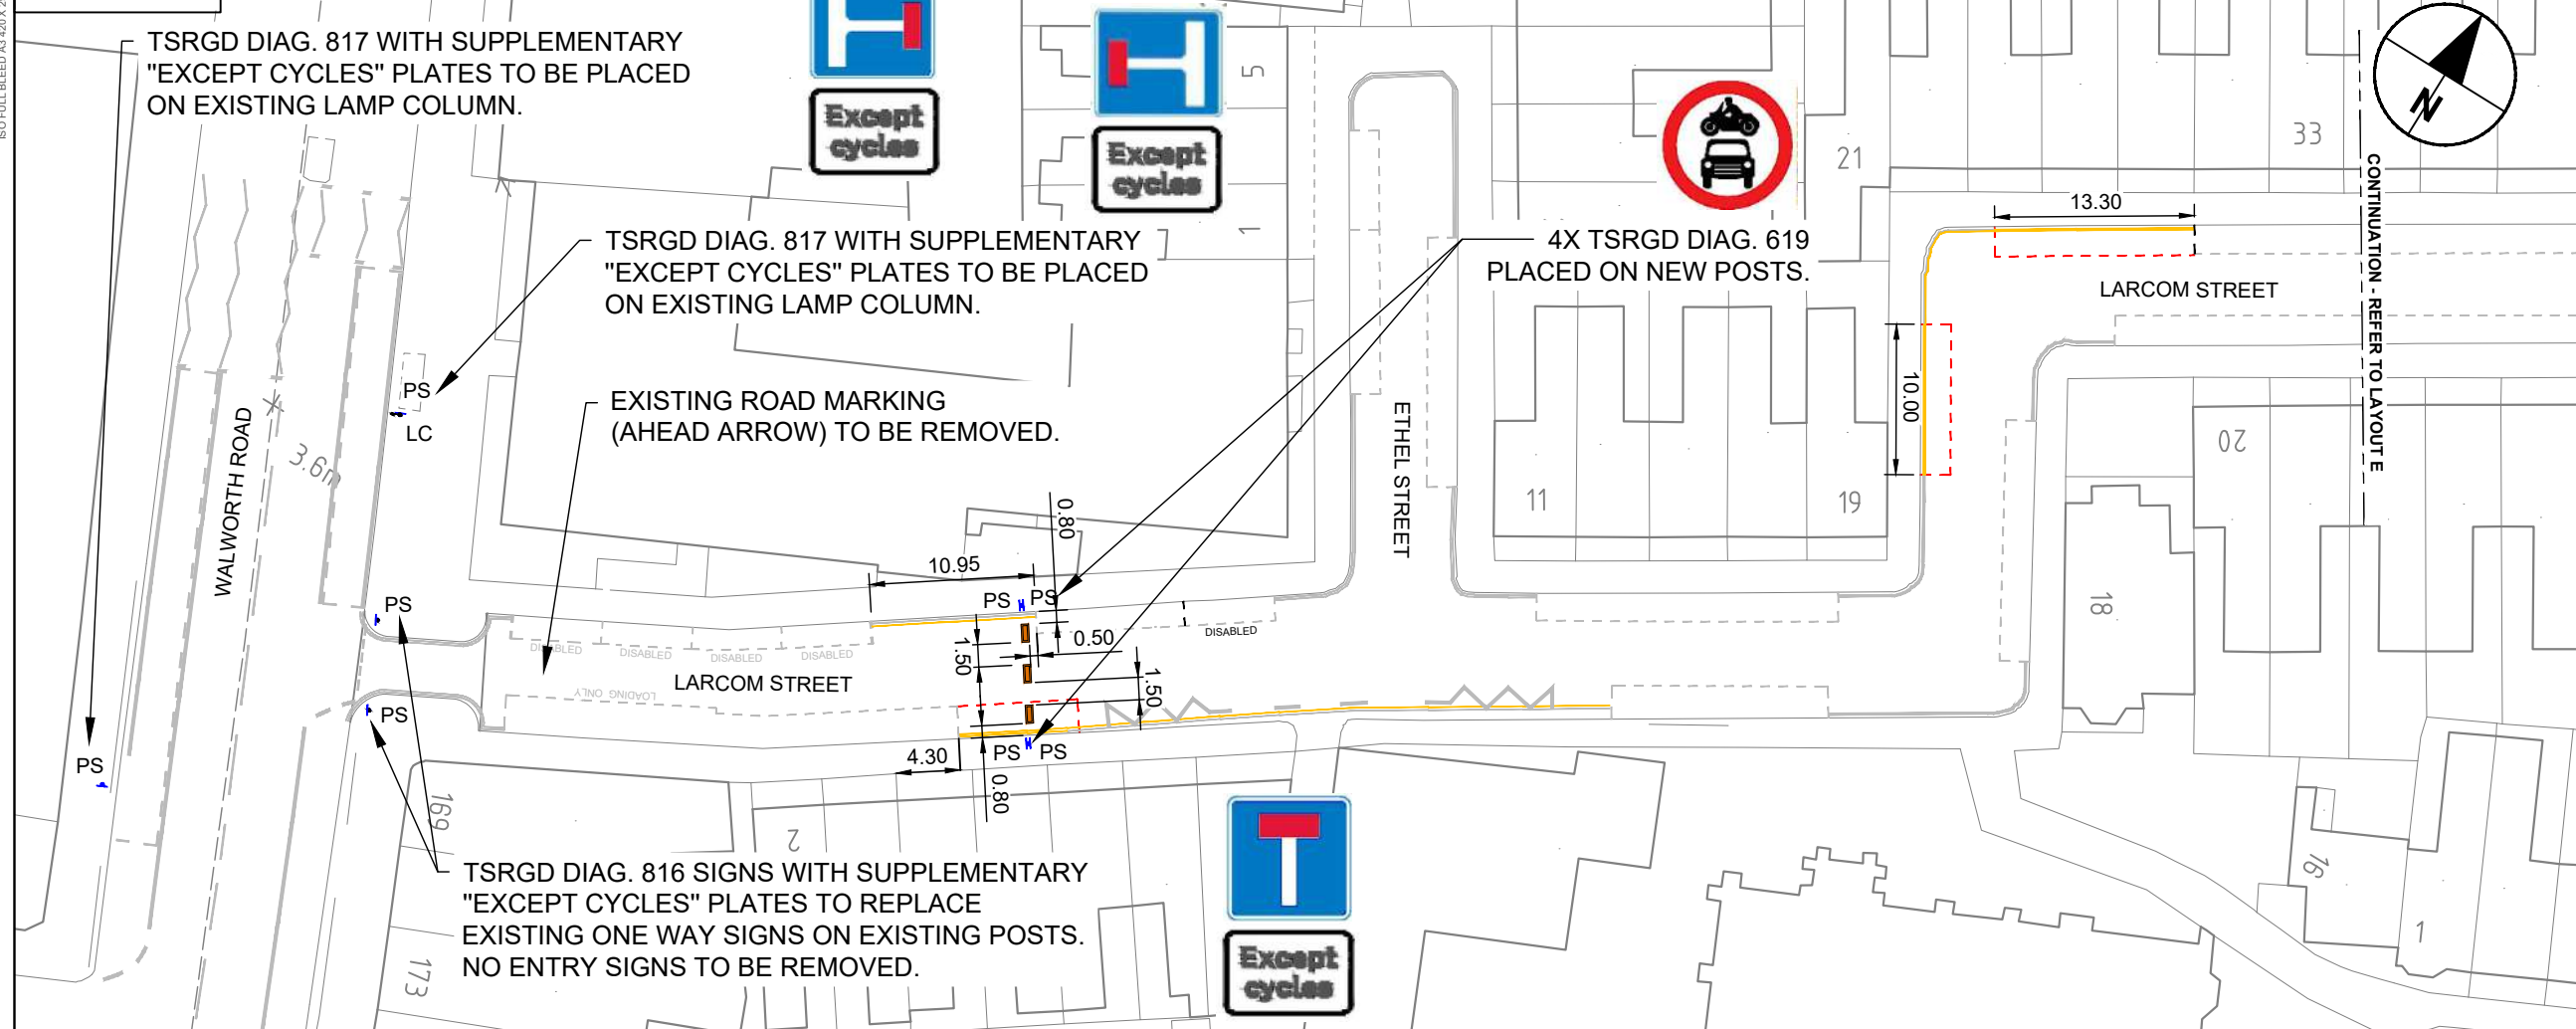 TSRGD DIAG. 817 WITH SUPPLEMENTARY
"EXCEPT CYCLES" PLATES TO BE PLACED
ON EXISTING LAMP COLUMN.
Except
cycles
Except
cycles
5
1
21
33
N
CONTINUATION - REFER TO LAYOUT E
13.30
LARCOM STREET
TSRGD DIAG. 817 WITH SUPPLEMENTARY
"EXCEPT CYCLES" PLATES TO BE PLACED
ON EXISTING LAMP COLUMN.
4X TSRGD DIAG. 619
PLACED ON NEW POSTS.
PS
LC
WALWORTH ROAD
3.6m
EXISTING ROAD MARKING
(AHEAD ARROW) TO BE REMOVED.
ETHEL STREET
10.00
11
19
20
18
0.80
10.95
PS
PS
PS
0.50
1.50
1.50
DISABLED
DISABLED
DISABLED
DISABLED
DISABLED
LOADING ONLY
LARCOM STREET
PS
PS
PS
PS
4.30
0.80
169
2
TSRGD DIAG. 816 SIGNS WITH SUPPLEMENTARY
"EXCEPT CYCLES" PLATES TO REPLACE
EXISTING ONE WAY SIGNS ON EXISTING POSTS.
NO ENTRY SIGNS TO BE REMOVED.
173
Except
cycles
16
1